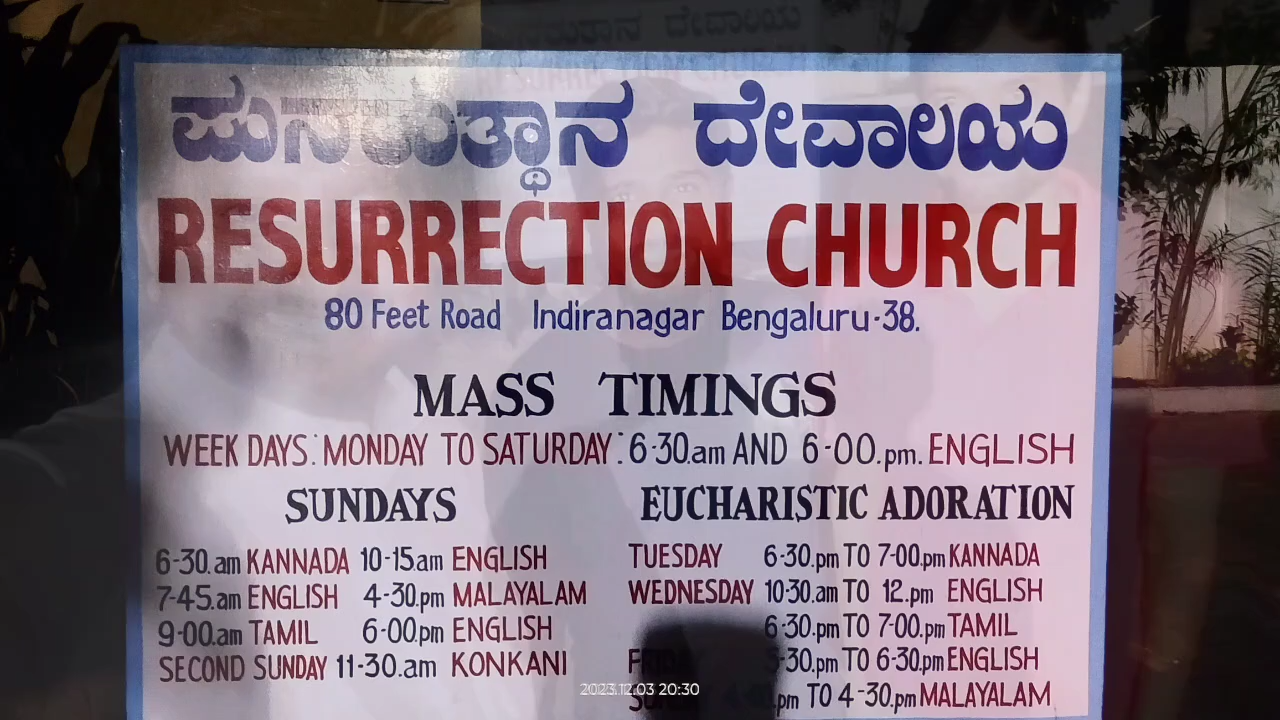 ಪುನರುತ್ಥಾನ ದೇವಾಲಯ
RESURRECTION CHURCH
80 Feet Road Indiranagar Bengaluru-38.
MASS TIMINGS
WEEK DAYS: MONDAY TO SATURDAY: 6-30.am AND 6-00.pm. ENGLISH
SUNDAYS
6-30.am KANNADA 10-15am ENGLISH
7-45.am ENGLISH 4-30.pm MALAYALAM
9-00.am TAMIL 6-00.pm ENGLISH
SECOND SUNDAY 11-30.am KONKANI
EUCHARISTIC ADORATION
TUESDAY 6-30.pm TO 7-00.pm KANNADA
WEDNESDAY 10-30.am TO 12.pm ENGLISH
6-30.pm TO 7-00.pm TAMIL
FRIDAY TO 6-30.pm ENGLISH
TO 4-30.pm MALAYALAM
2023.12.03 20:30